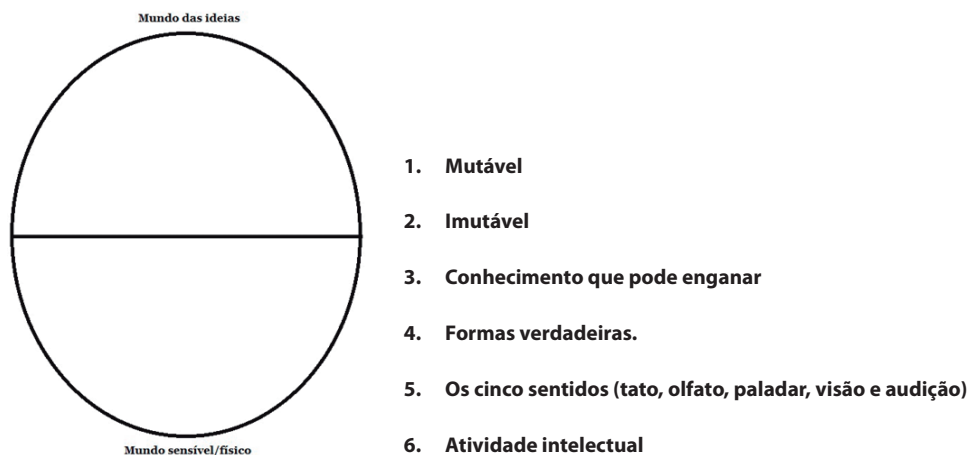 Mundo das ideias
1. Mutável
2. Imutável
3. Conhecimento que pode enganar
4. Formas verdadeiras.
5. Os cinco sentidos (tato, olfato, paladar, visão e audição)
6. Atividade intelectual
Mundo sensível/físico